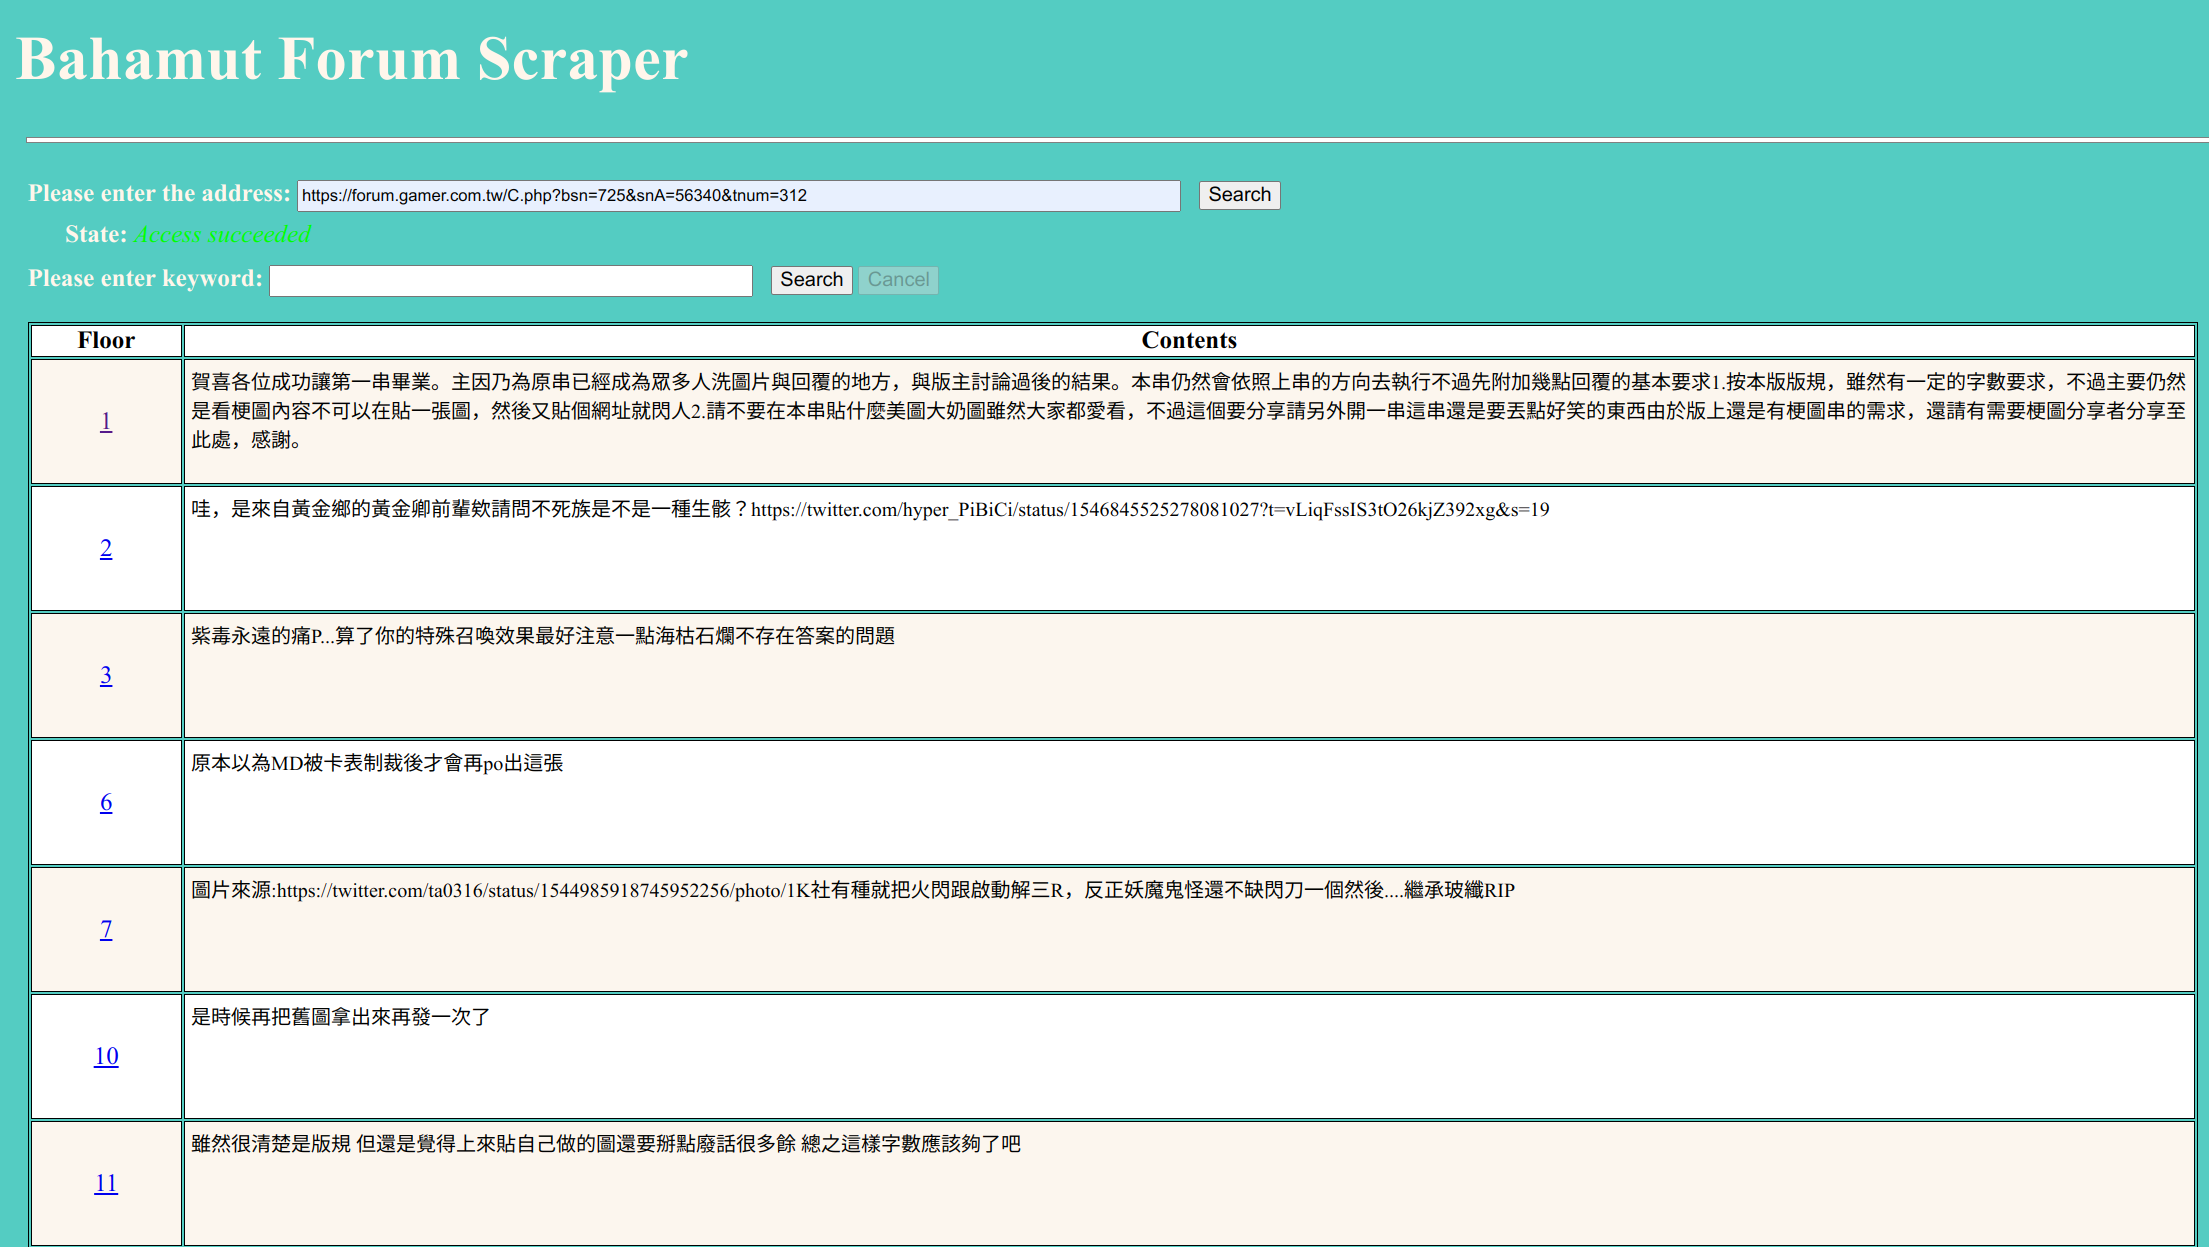 Bahamut Forum Scraper
Please enter the address: https://forum.gamer.com.tw/C.php?bsn=725&snA=56340&tnum=312 Search
State: Access succeeded
Please enter keyword: Search Cancel
Floor Contents
1 賀喜各位成功讓第一串畢業。主因乃為原串已經成為眾多人洗圖片與回覆的地方，與版主討論過後的結果。本串仍然會依照上串的方向去執行不過先附加幾點回覆的基本要求1.按本版版規，雖然有一定的字數要求，不過主要仍然
是看梗圖內容不可以在貼一張圖，然後又貼個網址就閃人2.請不要在本串貼什麼美圖大奶圖雖然大家都愛看，不過這個要分享請另外開一串這串還是要丟點好笑的東西由於版上還是有梗圖串的需求，還請有需要梗圖分享者分享至
此處，感謝。
2 哇，是來自黃金鄉的黃金卿前輩欸請問不死族是不是一種生骸？https://twitter.com/hyper_PiBiCi/status/1546845525278081027?t=vLiqFssIS3tO26kjZ392xg&s=19
3 紫毒永遠的痛P...算了你的特殊召喚效果最好注意一點海枯石爛不存在答案的問題
6 原本以為MD被卡表制裁後才會再po出這張
7 圖片來源:https://twitter.com/ta0316/status/1544985918745952256/photo/1K社有種就把火閃跟啟動解三R，反正妖魔鬼怪還不缺閃刀一個然後....繼承玻纖RIP
10 是時候再把舊圖拿出來再發一次了
11 雖然很清楚是版規 但還是覺得上來貼自己做的圖還要掰點廢話很多餘 總之這樣字數應該夠了吧